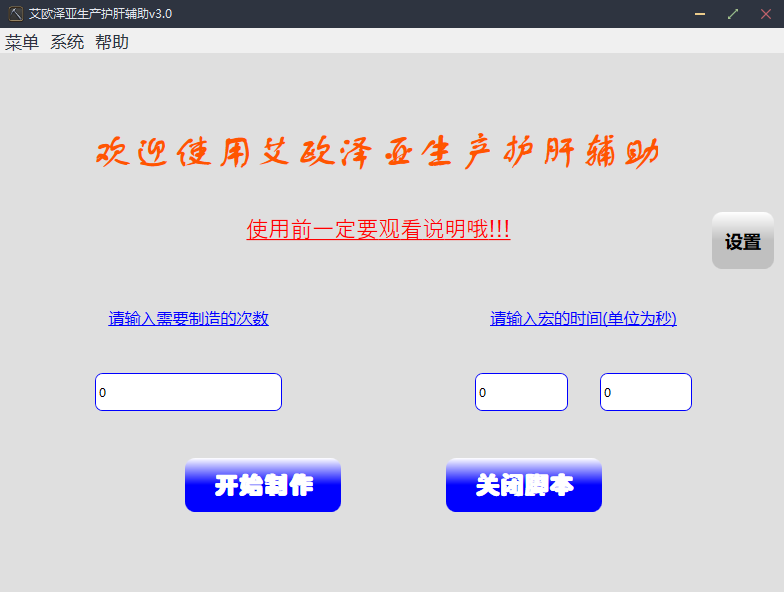 艾欧泽亚生产护肝辅助v3.0
菜单 系统 帮助
欢迎使用艾欧泽亚生产护肝辅助
使用前一定要观看说明哦!!!
设置
请输入需要制造的次数
请输入宏的时间(单位为秒)
0
0
0
开始制作
关闭脚本